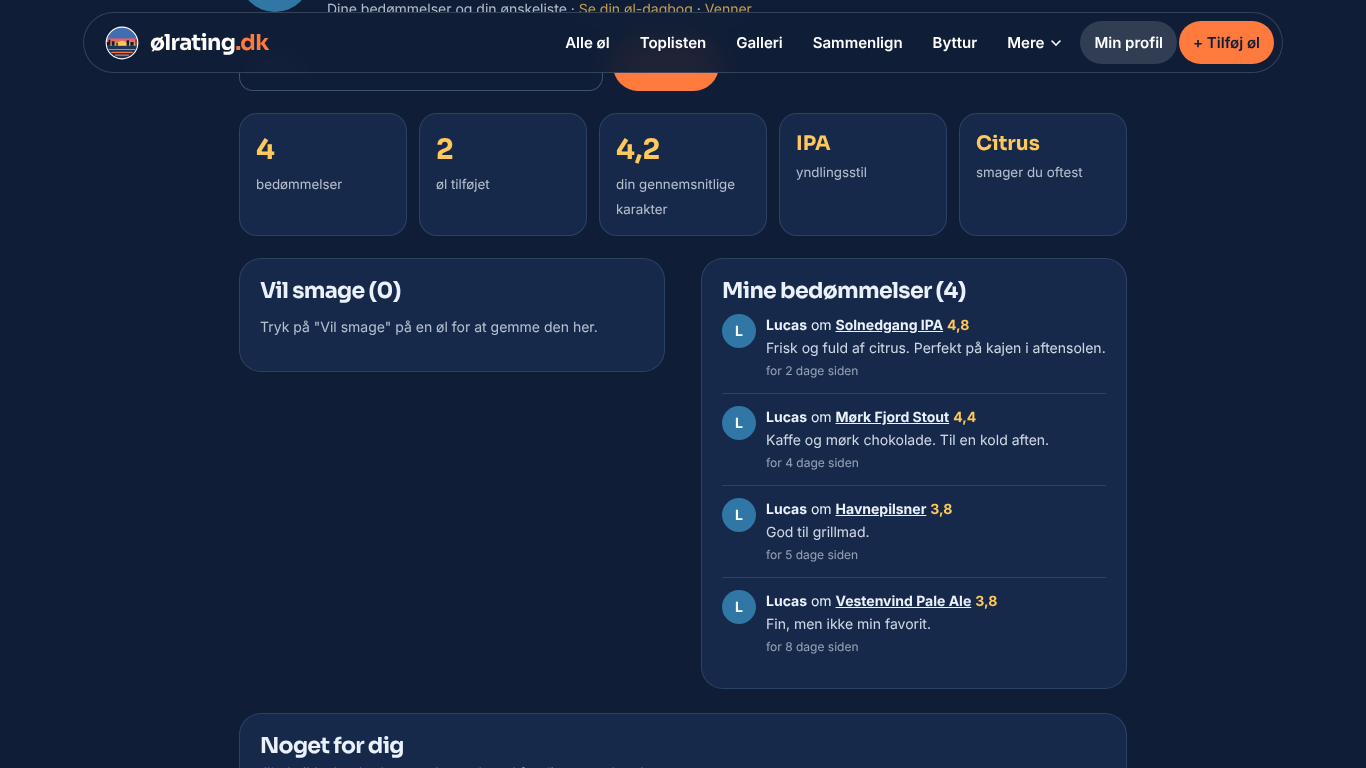 Dine bedømmelser og din ønskeliste · Se din øl-dagbog · Venner
ølrating.dk
Alle øl
Toplisten
Galleri
Sammenlign
Byttur
Mere
Min profil
+ Tilføj øl
4
bedømmelser
2
øl tilføjet
4,2
din gennemsnitlige
karakter
IPA
yndlingsstil
Citrus
smager du oftest
Vil smage (0)
Tryk på "Vil smage" på en øl for at gemme den her.
Mine bedømmelser (4)
L
Lucas om Solnedgang IPA 4,8
Frisk og fuld af citrus. Perfekt på kajen i aftensolen.
for 2 dage siden
L
Lucas om Mørk Fjord Stout 4,4
Kaffe og mørk chokolade. Til en kold aften.
for 4 dage siden
L
Lucas om Havnepilsner 3,8
God til grillmad.
for 5 dage siden
L
Lucas om Vestenvind Pale Ale 3,8
Fin, men ikke min favorit.
for 8 dage siden
Noget for dig